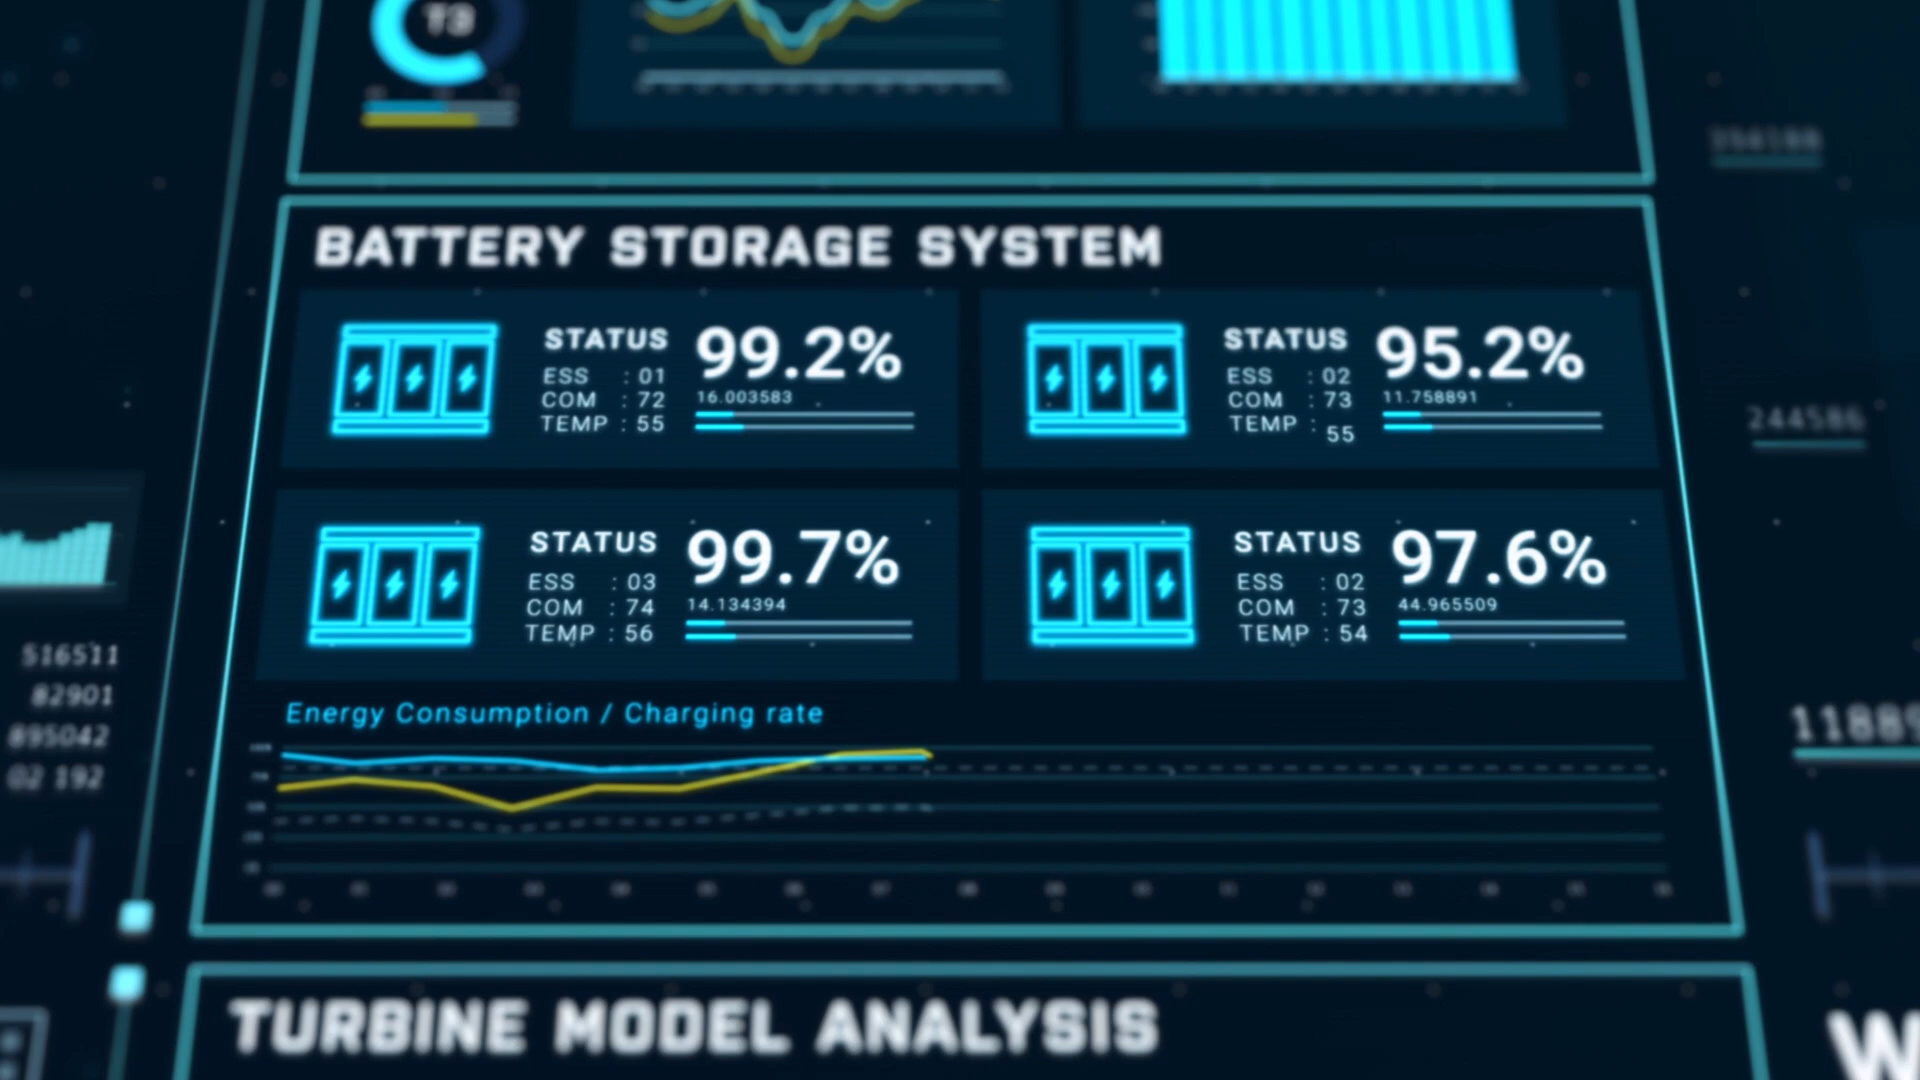 BATTERY STORAGE SYSTEM
STATUS 99.2%
ESS : 01
COM : 72 16.003583
TEMP : 55
STATUS 95.2%
ESS : 02
COM : 73 11.758891
TEMP : 55
STATUS 99.7%
ESS : 03
COM : 74 14.134394
TEMP : 56
STATUS 97.6%
ESS : 02
COM : 73 44.965509
TEMP : 54
Energy Consumption / Charging rate
TURBINE MODEL ANALYSIS
244586
516511
82901
895042
02 192